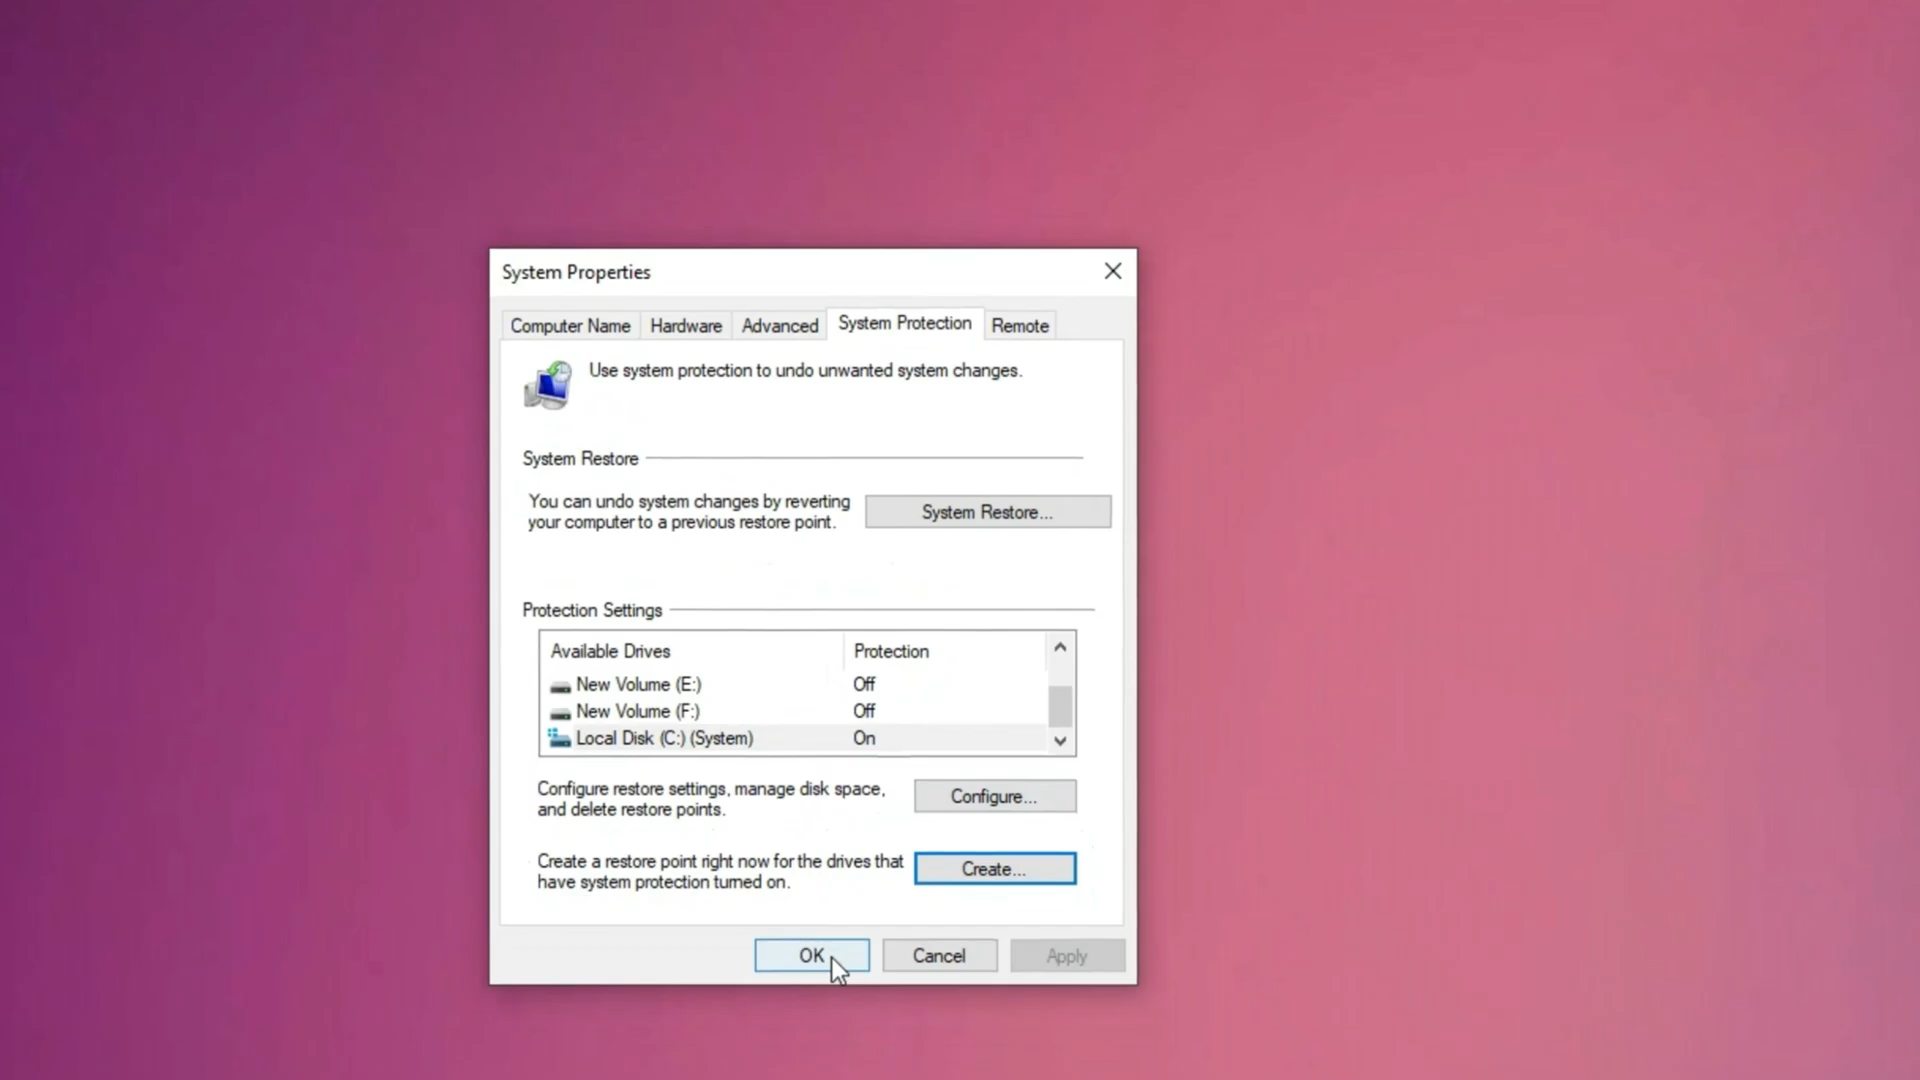 System Properties
Computer Name Hardware Advanced System Protection Remote
Use system protection to undo unwanted system changes.
System Restore
You can undo system changes by reverting
your computer to a previous restore point.
System Restore...
Protection Settings
Available Drives Protection
New Volume (E:) Off
New Volume (F:) Off
Local Disk (C:) (System) On
Configure restore settings, manage disk space,
and delete restore points.
Configure...
Create a restore point right now for the drives that
have system protection turned on.
Create...
OK Cancel Apply